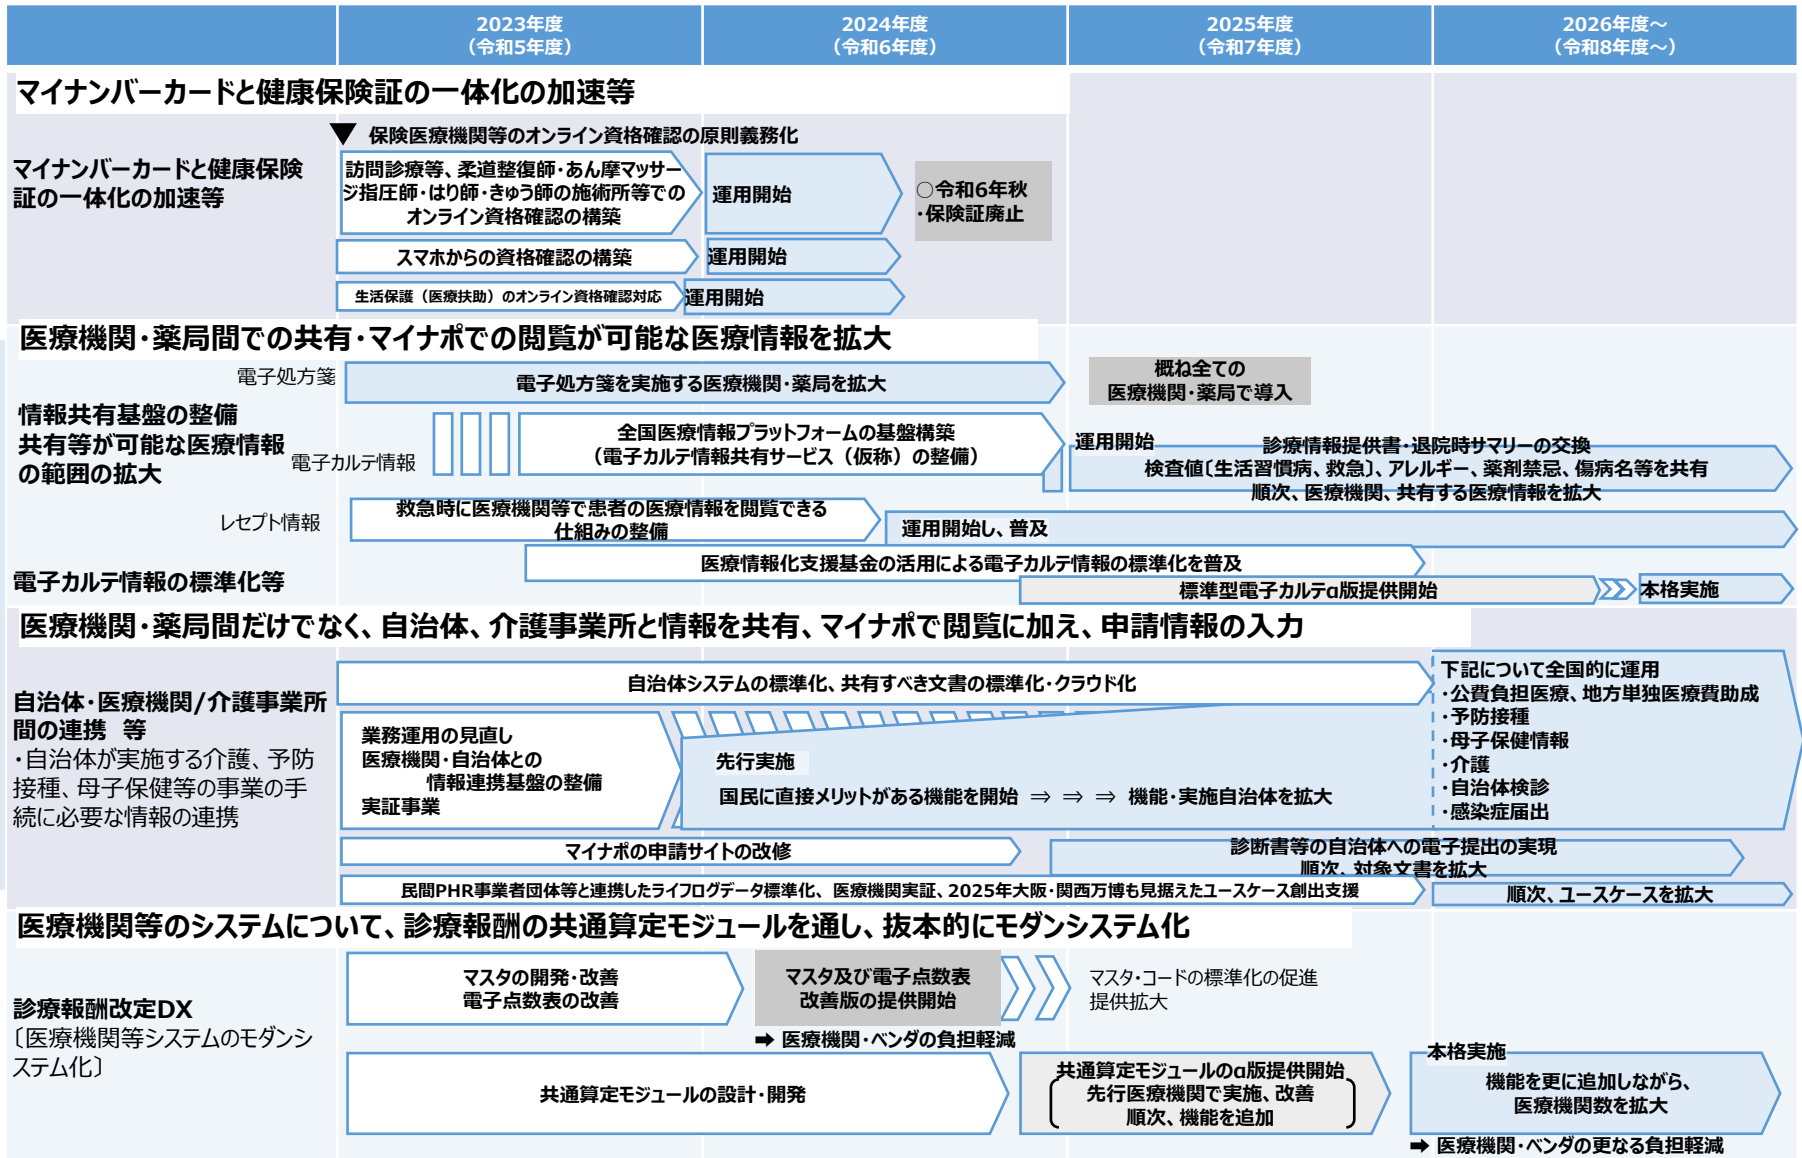 2023年度
（令和5年度）
2024年度
（令和6年度）
2025年度
（令和7年度）
2026年度～
（令和8年度～）
マイナンバーカードと健康保険証の一体化の加速等
マイナンバーカードと健康保険
証の一体化の加速等
▼ 保険医療機関等のオンライン資格確認の原則義務化
訪問診療等、柔道整復師・あん摩マッサー
ジ指圧師・はり師・きゅう師の施術所等での
オンライン資格確認の構築
運用開始
○令和6年秋
・保険証廃止
スマホからの資格確認の構築
運用開始
生活保護（医療扶助）のオンライン資格確認対応
運用開始
医療機関・薬局間での共有・マイナポでの閲覧が可能な医療情報を拡大
電子処方箋
電子処方箋を実施する医療機関・薬局を拡大
概ね全ての
医療機関・薬局で導入
情報共有基盤の整備
共有等が可能な医療情報
の範囲の拡大
電子カルテ情報
全国医療情報プラットフォームの基盤構築
（電子カルテ情報共有サービス（仮称）の整備）
運用開始
診療情報提供書・退院時サマリーの交換
検査値〔生活習慣病、救急〕、アレルギー、薬剤禁忌、傷病名等を共有
順次、医療機関、共有する医療情報を拡大
レセプト情報
救急時に医療機関等で患者の医療情報を閲覧できる
仕組みの整備
運用開始し、普及
医療情報化支援基金の活用による電子カルテ情報の標準化を普及
電子カルテ情報の標準化等
標準型電子カルテα版提供開始
本格実施
医療機関・薬局間だけでなく、自治体、介護事業所と情報を共有、マイナポで閲覧に加え、申請情報の入力
自治体・医療機関/介護事業所
間の連携 等
・自治体が実施する介護、予防
接種、母子保健等の事業の手
続に必要な情報の連携
自治体システムの標準化、共有すべき文書の標準化・クラウド化
業務運用の見直し
医療機関・自治体との
情報連携基盤の整備
実証事業
先行実施
国民に直接メリットがある機能を開始 ⇒ ⇒ ⇒ 機能・実施自治体を拡大
下記について全国的に運用
・公費負担医療、地方単独医療費助成
・予防接種
・母子保健情報
・介護
・自治体検診
・感染症届出
マイナポの申請サイトの改修
診断書等の自治体への電子提出の実現
順次、対象文書を拡大
民間PHR事業者団体等と連携したライフログデータ標準化、医療機関実証、2025年大阪・関西万博も見据えたユースケース創出支援
順次、ユースケースを拡大
医療機関等のシステムについて、診療報酬の共通算定モジュールを通し、抜本的にモダンシステム化
診療報酬改定DX
〔医療機関等システムのモダンシ
ステム化〕
マスタの開発・改善
電子点数表の改善
マスタ及び電子点数表
改善版の提供開始
マスタ・コードの標準化の促進
提供拡大
➡ 医療機関・ベンダの負担軽減
共通算定モジュールの設計・開発
共通算定モジュールのα版提供開始
先行医療機関で実施、改善
順次、機能を追加
本格実施
機能を更に追加しながら、
医療機関数を拡大
➡ 医療機関・ベンダの更なる負担軽減